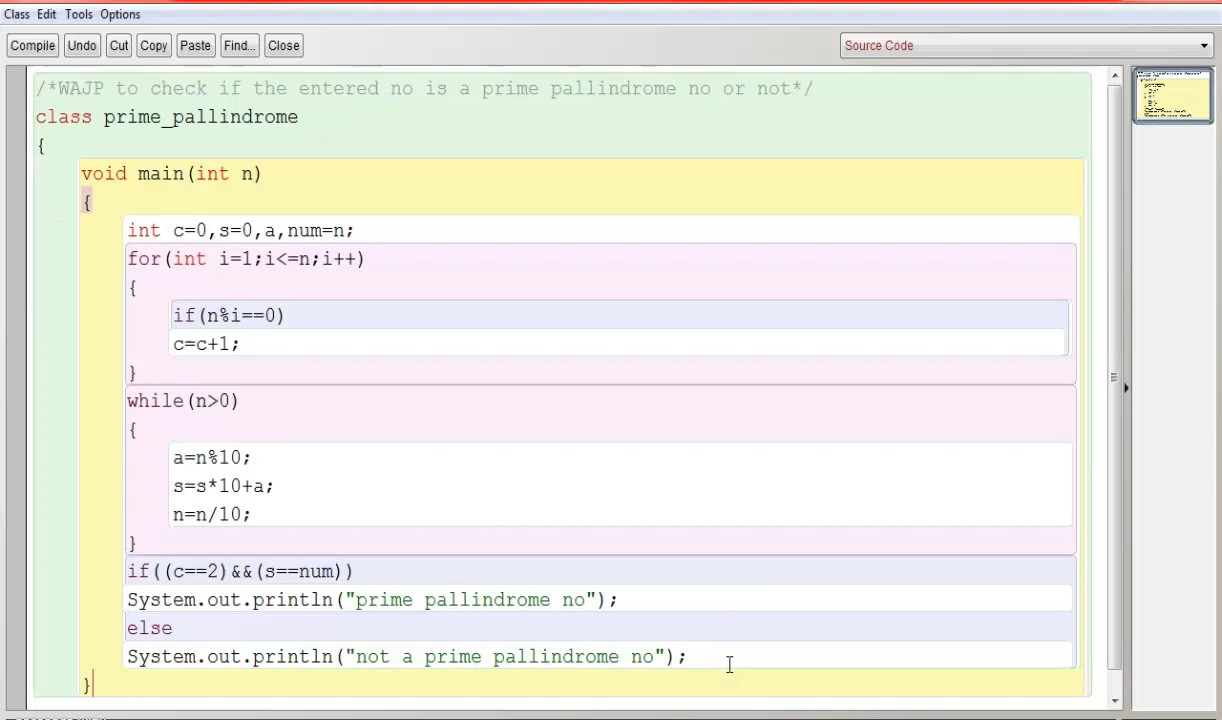 Class Edit Tools Options
Compile Undo Cut Copy Paste Find... Close Source Code
/*WAJP to check if the entered no is a prime pallindrome no or not*/
class prime_pallindrome
{
void main(int n)
{
int c=0,s=0,a,num=n;
for(int i=1;i<=n;i++)
{
if(n%i==0)
c=c+1;
}
while(n>0)
{
a=n%10;
s=s*10+a;
n=n/10;
}
if((c==2)&&(s==num))
System.out.println("prime pallindrome no");
else
System.out.println("not a prime pallindrome no");
}